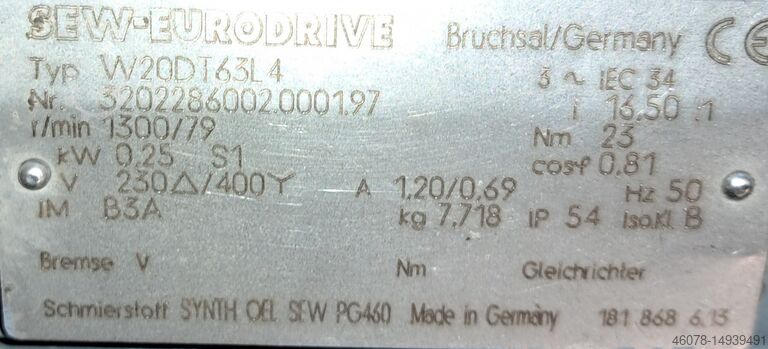 SEW-EURODRIVE Bruchsal/Germany CE
Typ W20DT63L4 3 ~ IEC 34
Nr. 3202286002.0001.97 i 16,50 :1
r/min 1300/79 Nm 23
kW 0,25 S1 cosφ 0,81
V 230△/400Y A 1,20/0,69 Hz 50
IM B3A kg 7,718 IP 54 Iso.Kl. B
Bremse V Nm Gleichrichter
Schmierstoff SYNTH OEL SEW PG460 Made in Germany 181 868 6.13
46078-14939491